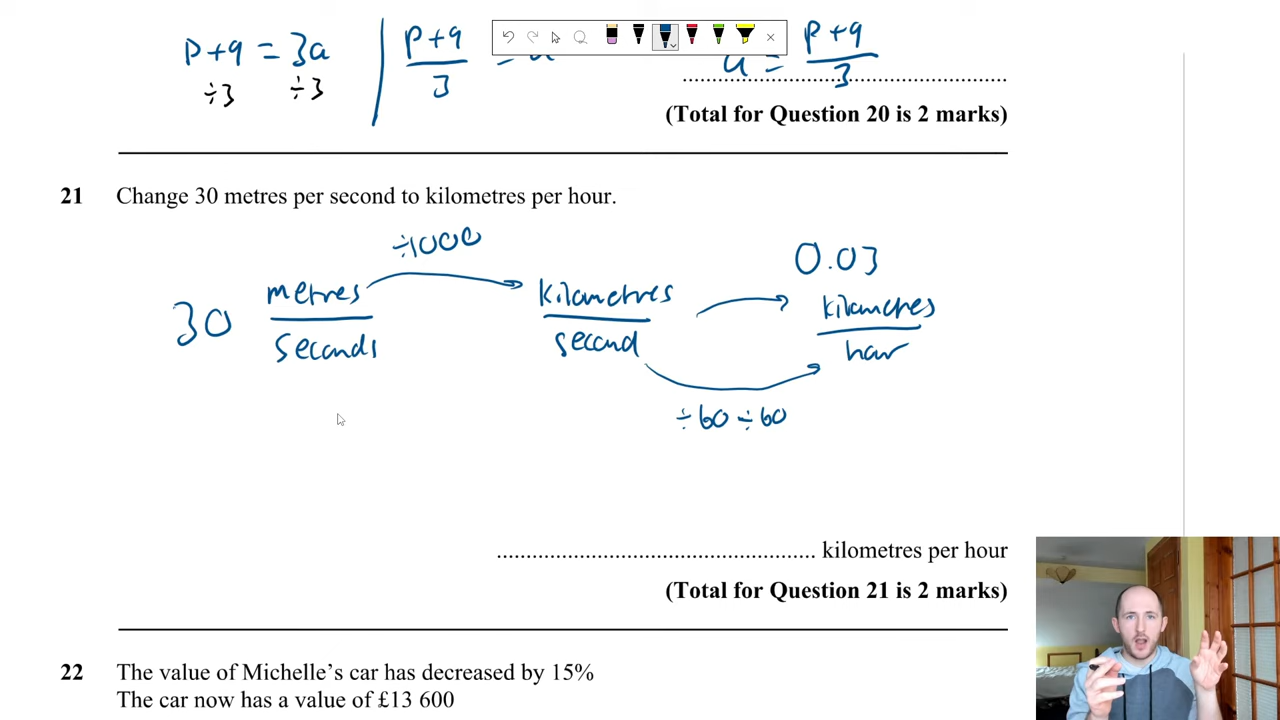 p+q = 3a
÷3 ÷3
p+q
3
a = p+q
3
(Total for Question 20 is 2 marks)
21 Change 30 metres per second to kilometres per hour.
÷1000
0.03
30 metres
seconds
kilometres
second
kilometres
hour
÷60 ÷60
kilometres per hour
(Total for Question 21 is 2 marks)
22 The value of Michelle’s car has decreased by 15%
The car now has a value of £13 600